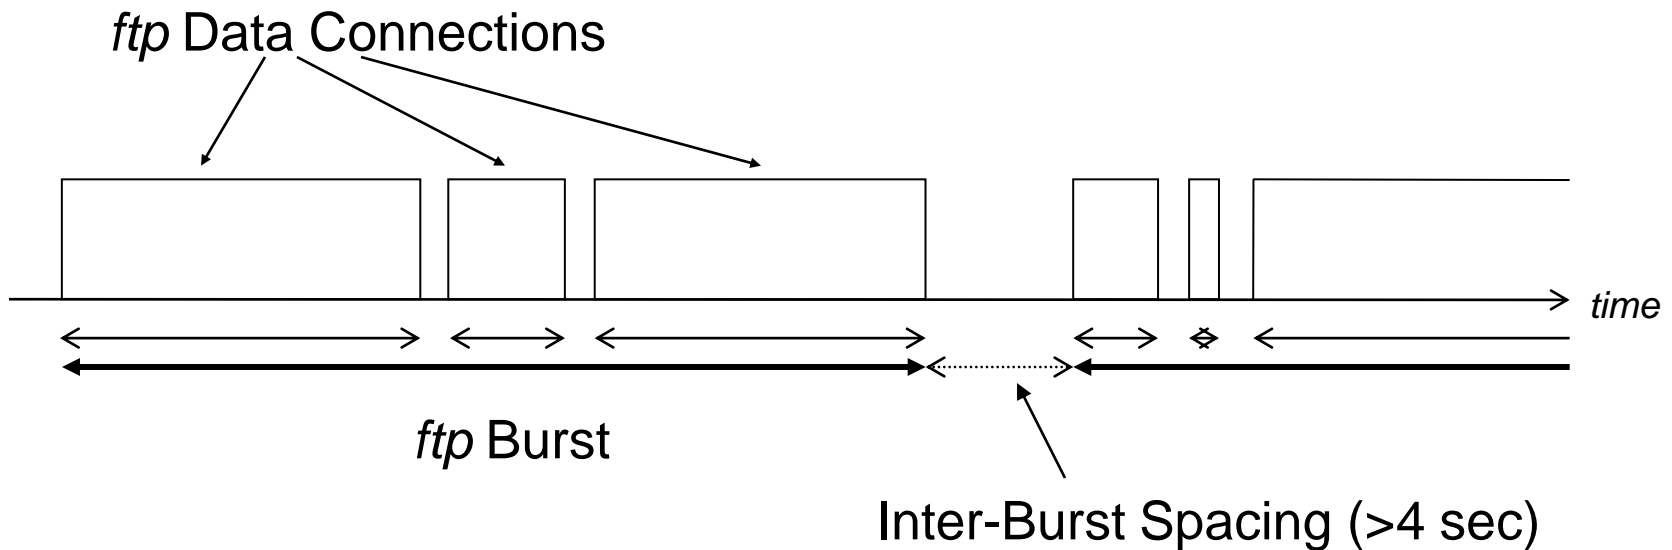 ftp Data Connections
time
ftp Burst
Inter-Burst Spacing (>4 sec)